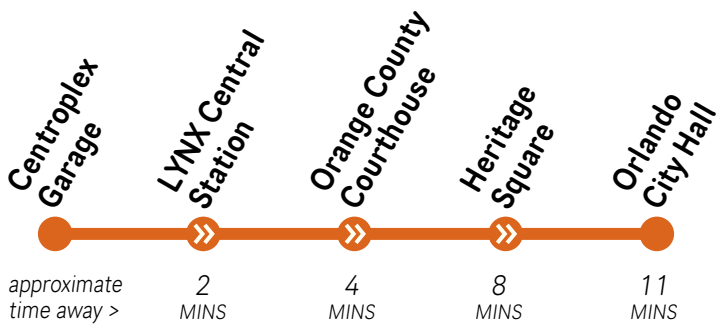 Centroplex
Garage
LYNX Central
Station
Orange County
Courthouse
Heritage
Square
Orlando
City Hall
approximate
time away >
2
MINS
4
MINS
8
MINS
11
MINS